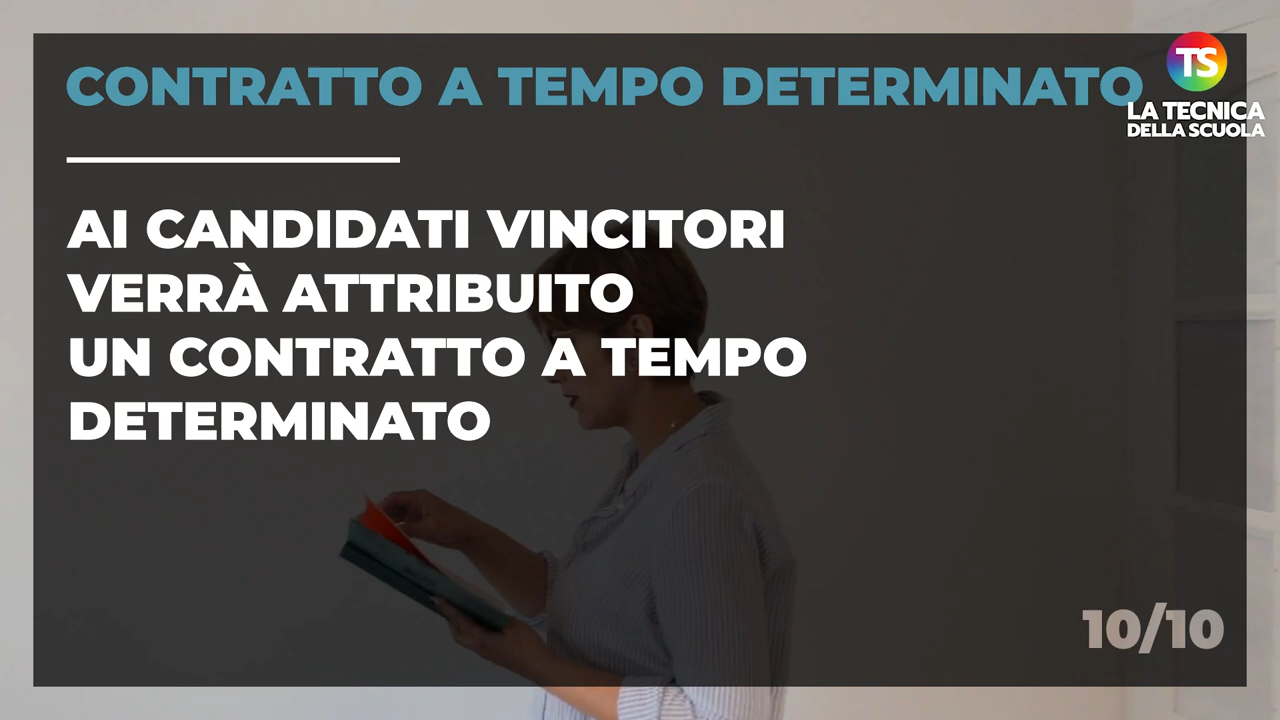 CONTRATTO A TEMPO DETERMINATO
TS
LA TECNICA
DELLA SCUOLA
AI CANDIDATI VINCITORI
VERRÀ ATTRIBUITO
UN CONTRATTO A TEMPO
DETERMINATO
10/10